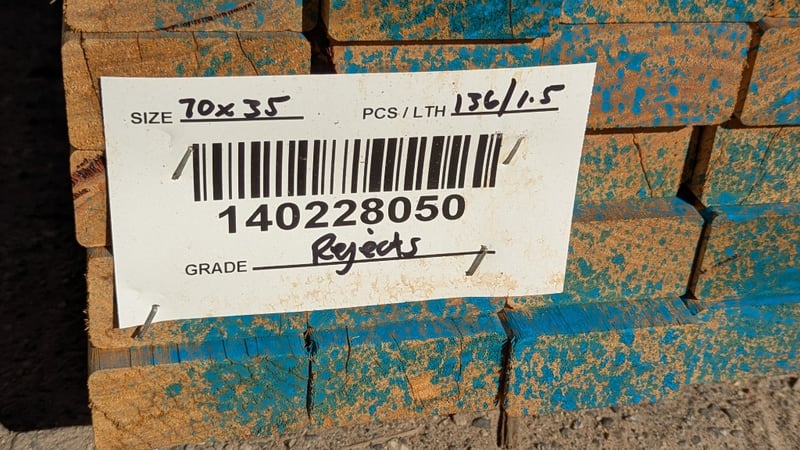 SIZE 70x35 PCS / LTH 136/1.5
140228050
GRADE Rejects